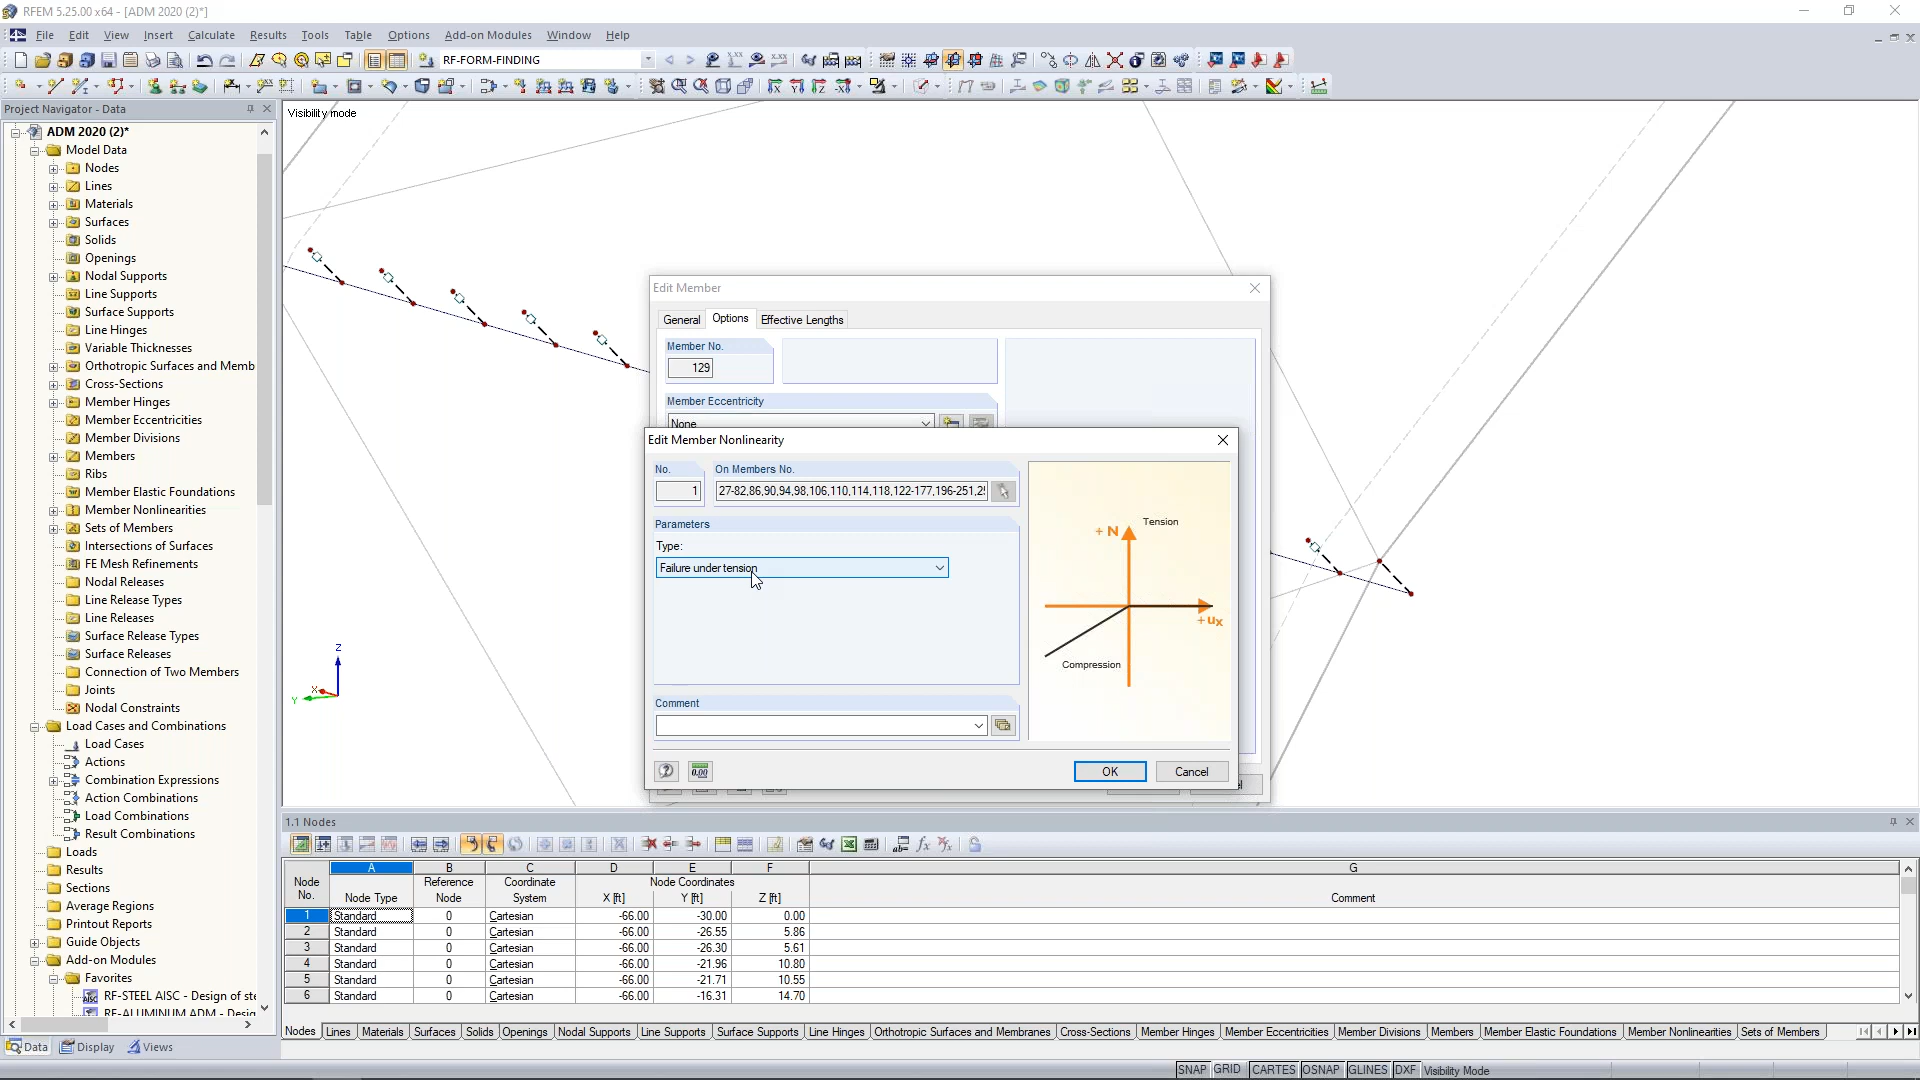 RFEM 5.25.00 x64 - [ADM 2020 (2)*]
File Edit View Insert Calculate Results Tools Table Options Add-on Modules Window Help
RF-FORM-FINDING
Project Navigator - Data
Visibility mode
ADM 2020 (2)*
Model Data
Nodes
Lines
Materials
Surfaces
Solids
Openings
Nodal Supports
Line Supports
Surface Supports
Line Hinges
Variable Thicknesses
Orthotropic Surfaces and Memb
Cross-Sections
Member Hinges
Member Eccentricities
Member Divisions
Members
Ribs
Member Elastic Foundations
Member Nonlinearities
Sets of Members
Intersections of Surfaces
FE Mesh Refinements
Nodal Releases
Line Release Types
Line Releases
Surface Release Types
Surface Releases
Connection of Two Members
Joints
Nodal Constraints
Load Cases and Combinations
Load Cases
Actions
Combination Expressions
Action Combinations
Load Combinations
Result Combinations
Loads
Results
Sections
Average Regions
Printout Reports
Guide Objects
Add-on Modules
Favorites
RF-STEEL AISC - Design of ste
RF-ALUMINUM ADM - Desig
Data Display Views
Z
X
Y
Edit Member
General Options Effective Lengths
Member No.
129
Member Eccentricity
None
Edit Member Nonlinearity
No. On Members No.
1 27-82,86,90,94,98,106,110,114,118,122-177,196-251,25
Parameters
Type:
Failure under tension
Comment
0.00
+ N Tension
+ux
Compression
OK Cancel
1.1 Nodes
A B C D E F G
Node No. Node Type Reference Node Coordinate System Node Coordinates X [ft] Y [ft] Z [ft] Comment
1 Standard 0 Cartesian -66.00 -30.00 0.00
2 Standard 0 Cartesian -66.00 -26.55 5.86
3 Standard 0 Cartesian -66.00 -26.30 5.61
4 Standard 0 Cartesian -66.00 -21.96 10.80
5 Standard 0 Cartesian -66.00 -21.71 10.55
6 Standard 0 Cartesian -66.00 -16.31 14.70
Nodes Lines Materials Surfaces Solids Openings Nodal Supports Line Supports Surface Supports Line Hinges Orthotropic Surfaces and Membranes Cross-Sections Member Hinges Member Eccentricities Member Divisions Members Member Elastic Foundations Member Nonlinearities Sets of Members
SNAP GRID CARTES OSNAP GLINES DXF Visibility Mode